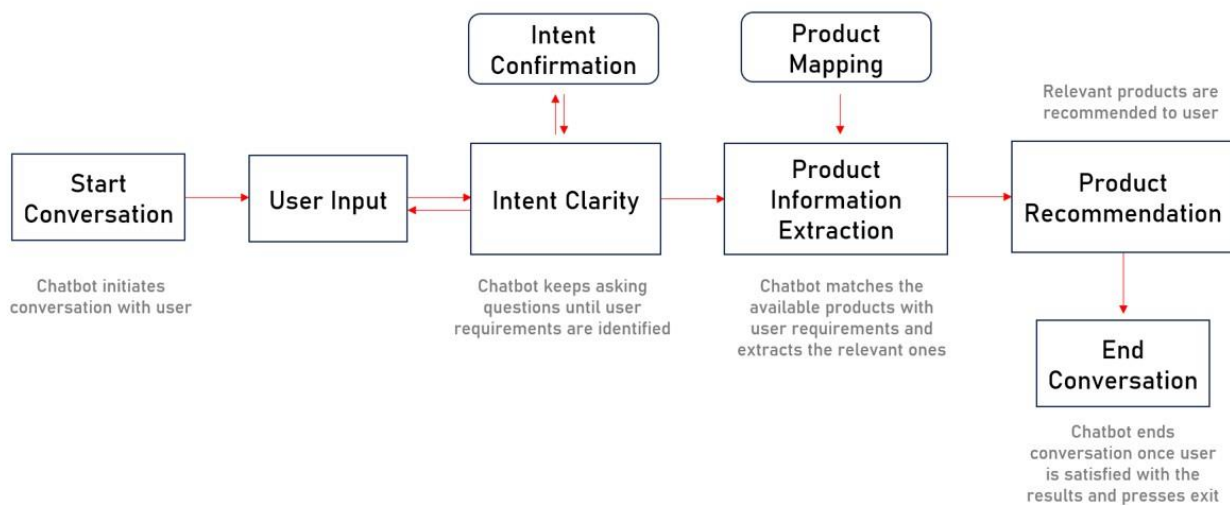 Intent
Confirmation
Product
Mapping
Relevant products are
recommended to user
Start
Conversation
User Input
Intent Clarity
Product
Information
Extraction
Product
Recommendation
Chatbot initiates
conversation with user
Chatbot keeps asking
questions until user
requirements are identified
Chatbot matches the
available products with
user requirements and
extracts the relevant ones
End
Conversation
Chatbot ends
conversation once user
is satisfied with the
results and presses exit